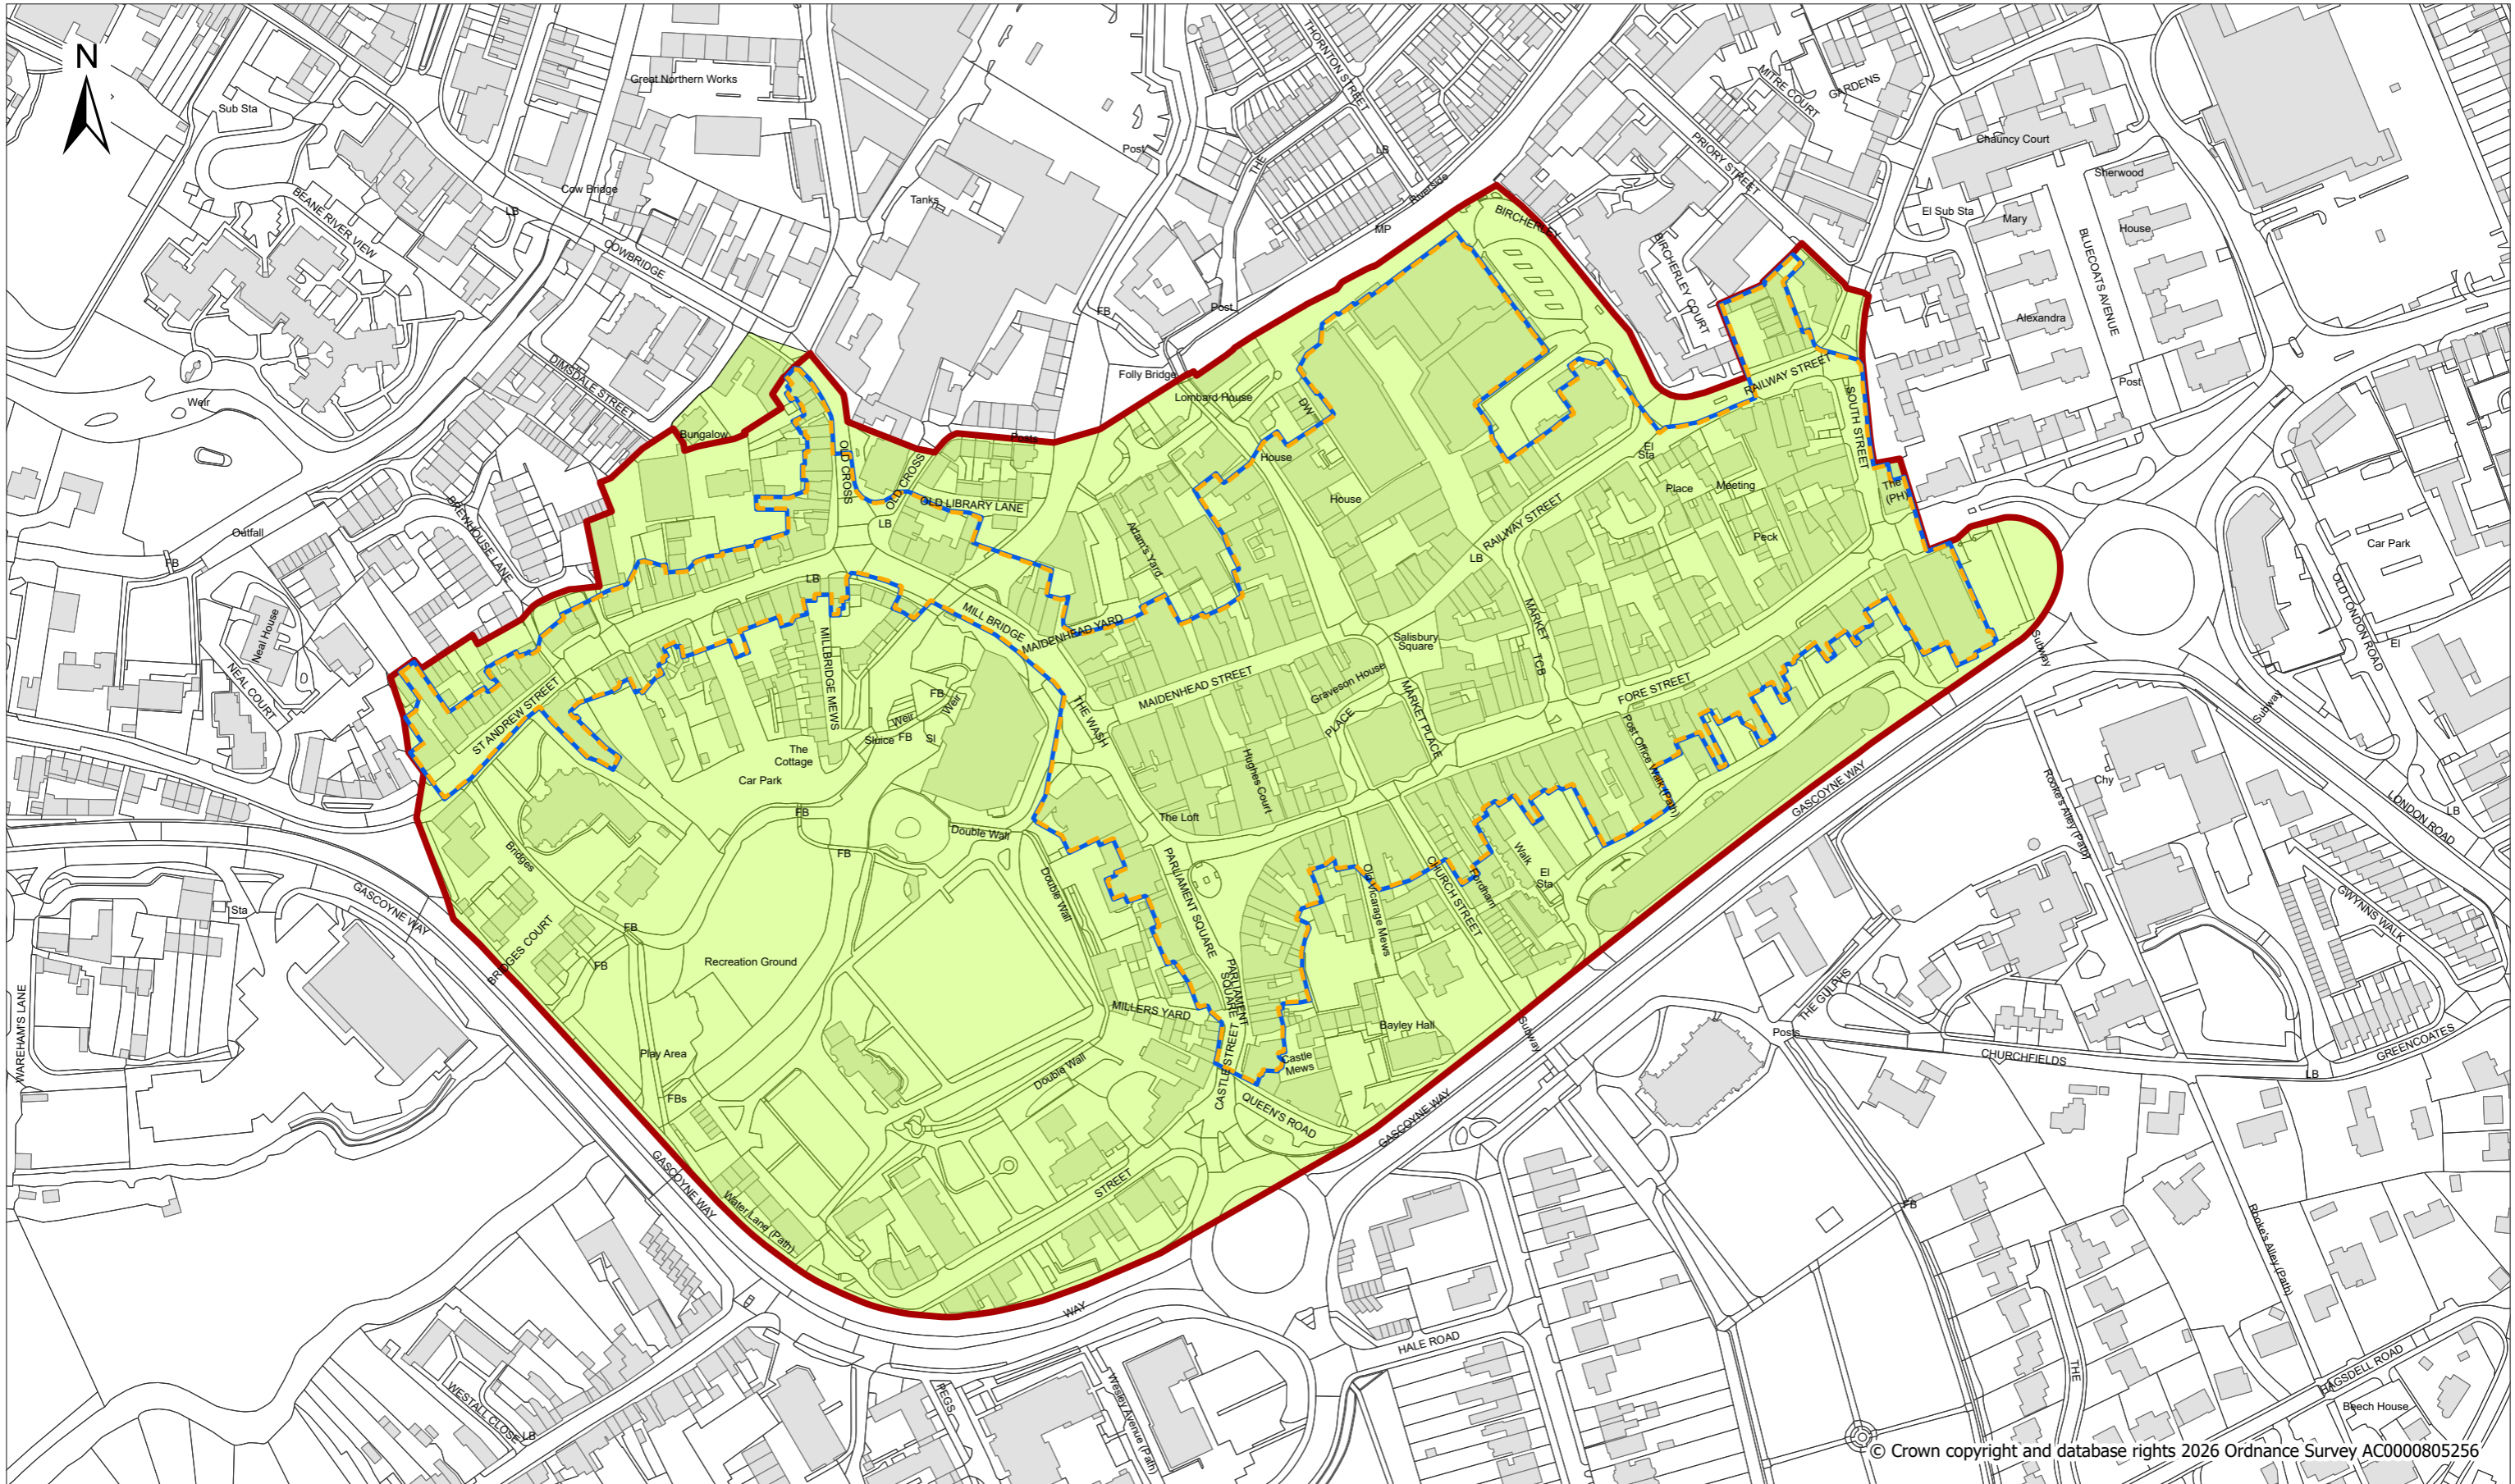 N
Great Northern Works
Sub Sta
Cow Bridge
BEANE RIVER VIEW
LB
COWBRIDGE
Tanks
Post
THE
THORNTON STREET
LB
Riverside
MP
MITRE COURT
GARDENS
PRIORY STREET
Chauncy Court
Sherwood
El Sub Sta
Mary
House
BLUECOATS AVENUE
Alexandra
Post
BIRCHERLEY
BIRCHERLEY COURT
FB
Post
Folly Bridge
Lombard House
DIMSDALE STREET
Weir
Bungalow
Posts
OLD CROSS
OLD CROSS
OLD LIBRARY LANE
LB
DW
House
House
RAILWAY STREET
SOUTH STREET
El
Sta
Place
Meeting
The
(PH)
Peck
RAILWAY STREET
LB
Adam's Yard
Outfall
BREWHOUSE LANE
FB
Neal House
NEAL COURT
Car Park
OLD LONDON ROAD
El
LB
MILL BRIDGE
MAIDENHEAD YARD
MILLBRIDGE MEWS
ST ANDREW STREET
MAIDENHEAD STREET
Salisbury
Square
Graveson House
MARKET
TCB
MARKET PLACE
PLACE
FORE STREET
Subway
Subway
FB
Weir
Weir
Sluice
FB
Sl
THE WASH
The
Cottage
Car Park
Hughes Court
Post Office Walk (Path)
GASCOYNE WAY
Rooke's Alley (Path)
Chy
LONDON ROAD
LB
The Loft
FB
FB
Double Wall
Double Wall
Bridges
PARLIAMENT SQUARE
Old Vicarage Mews
CHURCH STREET
Fordham
Walk
El
Sta
GWYNNS WALK
GASCOYNE WAY
Sta
BRIDGES COURT
FB
FB
Recreation Ground
PARLIAMENT
SQUARE
MILLERS YARD
CASTLE STREET
Bayley Hall
Castle
Mews
Subway
THE GULPHS
Posts
CHURCHFIELDS
GREENCOATES
LB
WAREHAM'S LANE
Play Area
FBs
Double Wall
QUEEN'S ROAD
GASCOYNE WAY
GASCOYNE WAY
Water Lane (Path)
STREET
WAY
HALE ROAD
FB
Rooke's Alley (Path)
THE
HAGSDELL ROAD
Beech House
WESTALL CLOSE
LB
PEGS
Wesley Avenue (Path)
© Crown copyright and database rights 2026 Ordnance Survey AC0000805256